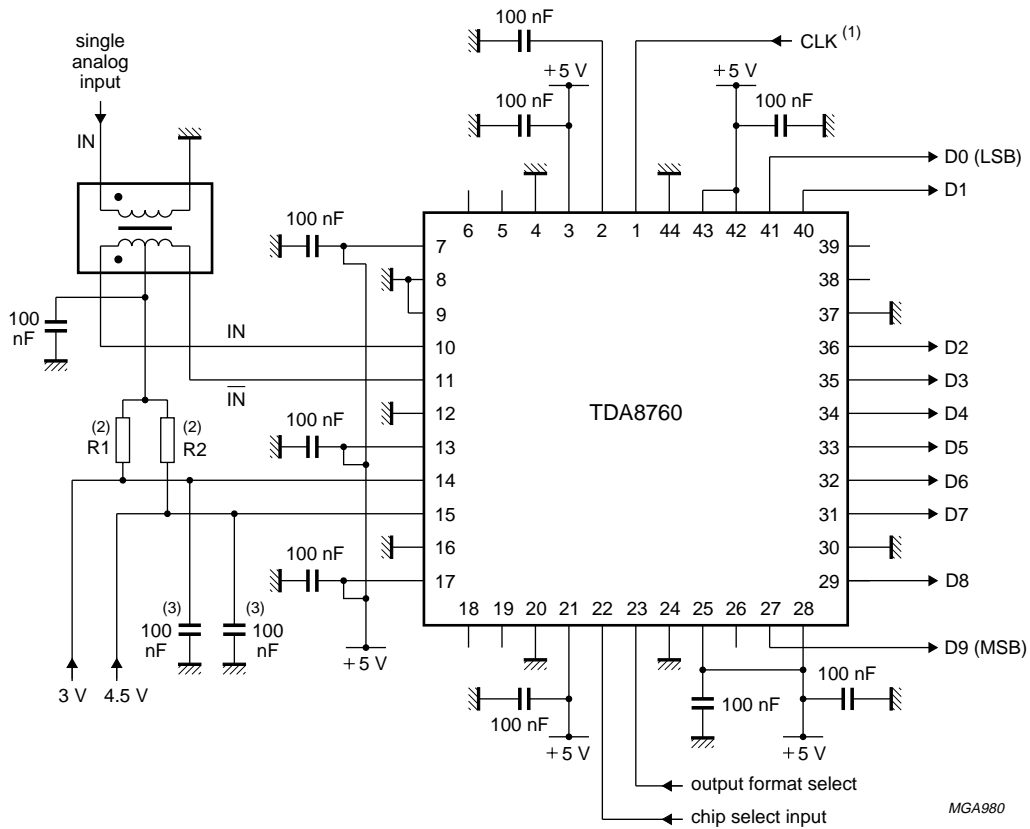 single
analog
input
IN
100 nF
CLK (1)
+5 V
100 nF
+5 V
100 nF
D0 (LSB)
D1
6 5 4 3 2 1 44 43 42 41 40
100 nF
7
8
9
10
11
12
13
14
15
16
17
100
nF
IN
IN
100 nF
(2)
R1
(2)
R2
100 nF
(3)
100
nF
(3)
100
nF
3 V
4.5 V
+5 V
TDA8760
39
38
37
36
35
34
33
32
31
30
29
D2
D3
D4
D5
D6
D7
D8
18 19 20 21 22 23 24 25 26 27 28
D9 (MSB)
100 nF
+5 V
100 nF
100 nF
+5 V
output format select
chip select input
MGA980